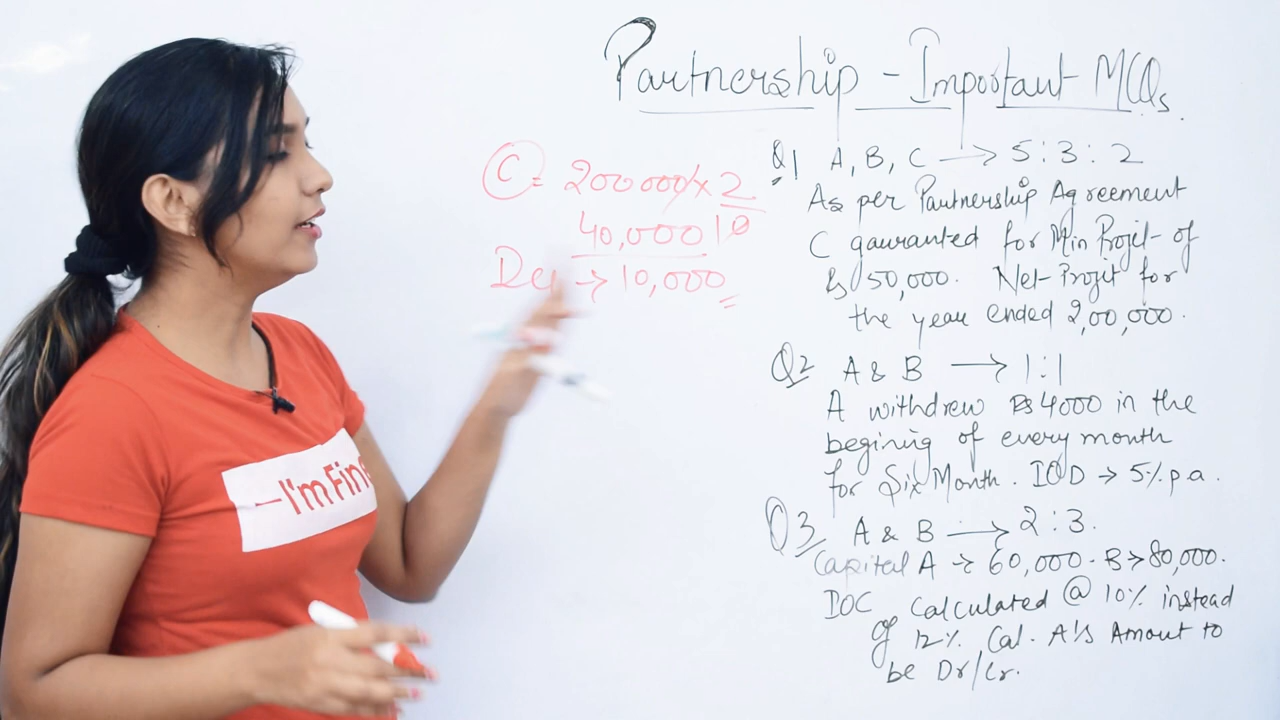 Partnership - Important MCQs.
Q1 A, B, C → 5:3:2
As per Partnership Agreement
C gauranted for Min Profit of
Rs 50,000. Net Profit for
the year ended 2,00,000.
Q2 A & B → 1:1
A withdrew Rs 4000 in the
begining of every month
for Six Month. IOD → 5% p.a.
Q3 A & B → 2:3.
Capital A → 60,000. B → 80,000.
IOC Calculated @ 10% instead
of 12%. Cal. A's Amount to
be Dr/Cr.
C = 200000 x 2
40,000 10
→ 10,000
I'm Fin